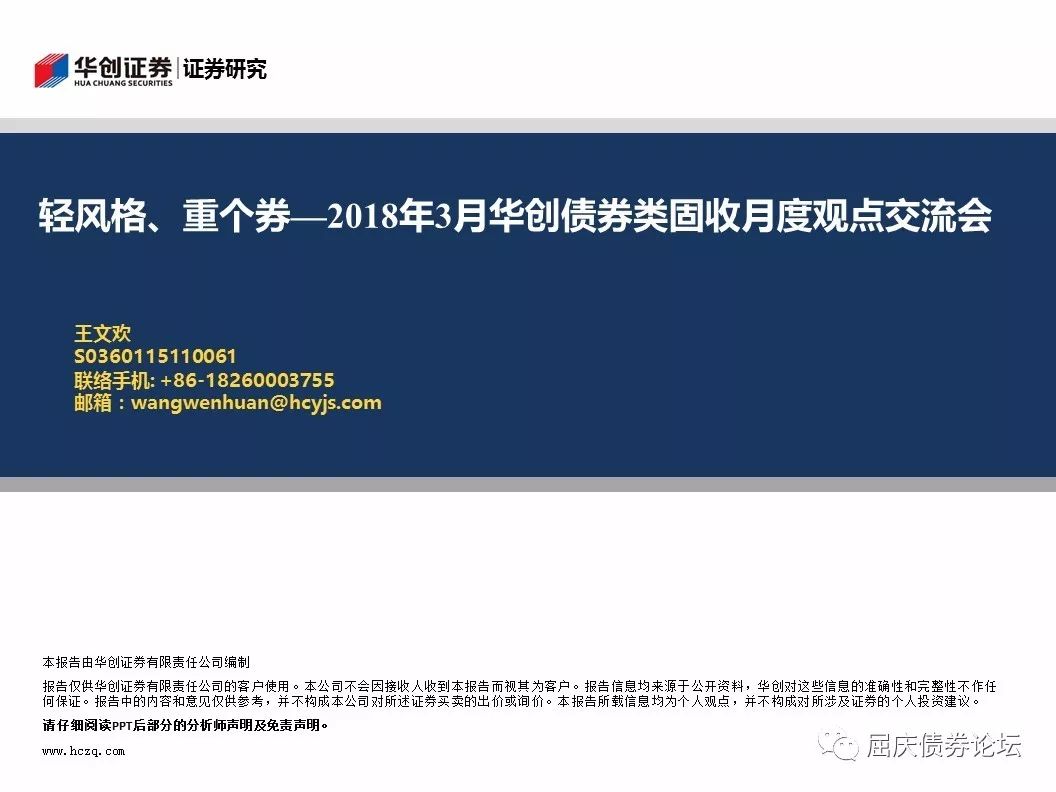 华创证券 | 证券研究
HUA CHUANG SECURITIES
轻风格、重个券—2018年3月华创债券类固收月度观点交流会
王文欢
S0360115110061
联络手机: +86-18260003755
邮箱：wangwenhuan@hcyjs.com
本报告由华创证券有限责任公司编制
报告仅供华创证券有限责任公司的客户使用。本公司不会因接收人收到本报告而视其为客户。报告信息均来源于公开资料，华创对这些信息的准确性和完整性不作任
何保证。报告中的内容和意见仅供参考，并不构成本公司对所述证券买卖的出价或询价。本报告所载信息均为个人观点，并不构成对所涉及证券的个人投资建议。
请仔细阅读PPT后部分的分析师声明及免责声明。
www.hczq.com
屈庆债券论坛